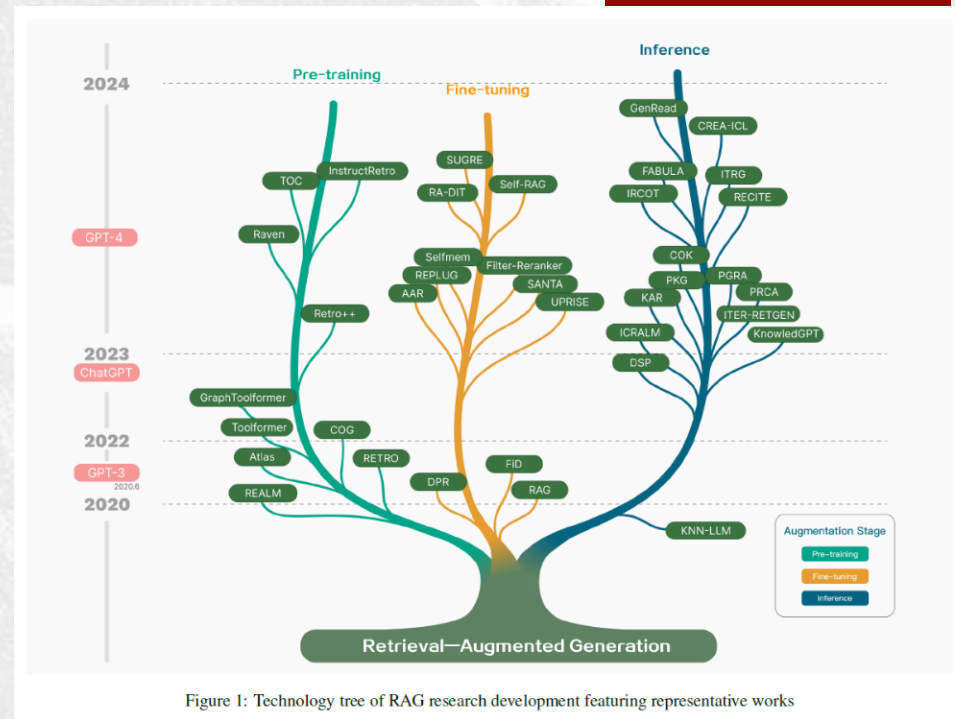 Inference
Pre-training
2024
Fine-tuning
GenRead
CREA-ICL
SUGRE
InstructRetro
TOC
FABULA
ITRG
RA-DIT
Self-RAG
IRCOT
RECITE
GPT-4
Raven
COK
Selfmem
Filter-Reranker
REPLUG
PKG
PGRA
SANTA
AAR
KAR
PRCA
UPRISE
Retro++
ITER-RETGEN
ICRALM
KnowledGPT
2023
DSP
ChatGPT
GraphToolformer
Toolformer
COG
2022
Atlas
RETRO
FiD
GPT-3
2020.6
DPR
RAG
REALM
2020
KNN-LLM
Augmentation Stage
Pre-training
Fine-tuning
Inference
Retrieval—Augmented Generation
Figure 1: Technology tree of RAG research development featuring representative works